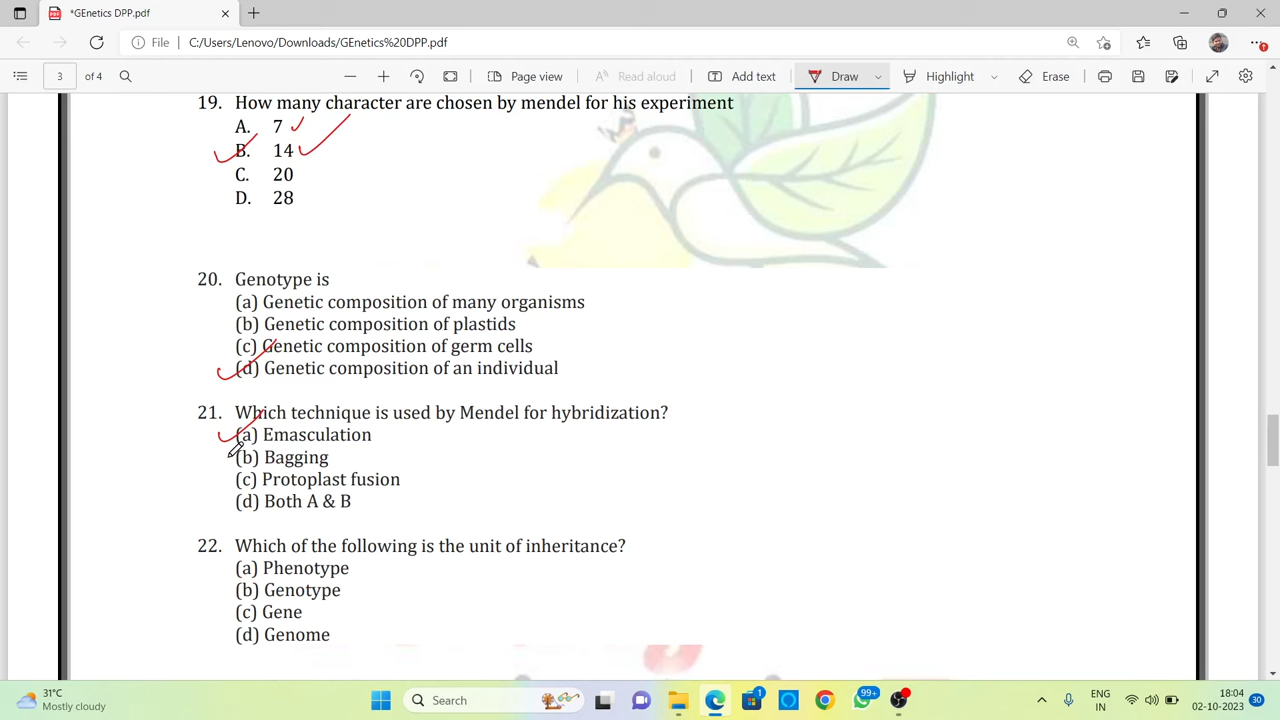 *GEnetics DPP.pdf
File C:/Users/Lenovo/Downloads/GEnetics%20DPP.pdf
3 of 4 Page view Read aloud Add text Draw Highlight Erase
19. How many character are chosen by mendel for his experiment
A. 7
B. 14
C. 20
D. 28
20. Genotype is
(a) Genetic composition of many organisms
(b) Genetic composition of plastids
(c) Genetic composition of germ cells
(d) Genetic composition of an individual
21. Which technique is used by Mendel for hybridization?
(a) Emasculation
(b) Bagging
(c) Protoplast fusion
(d) Both A & B
22. Which of the following is the unit of inheritance?
(a) Phenotype
(b) Genotype
(c) Gene
(d) Genome
31°C
Mostly cloudy
Search
1
99+
ENG
IN
18:04
02-10-2023
30